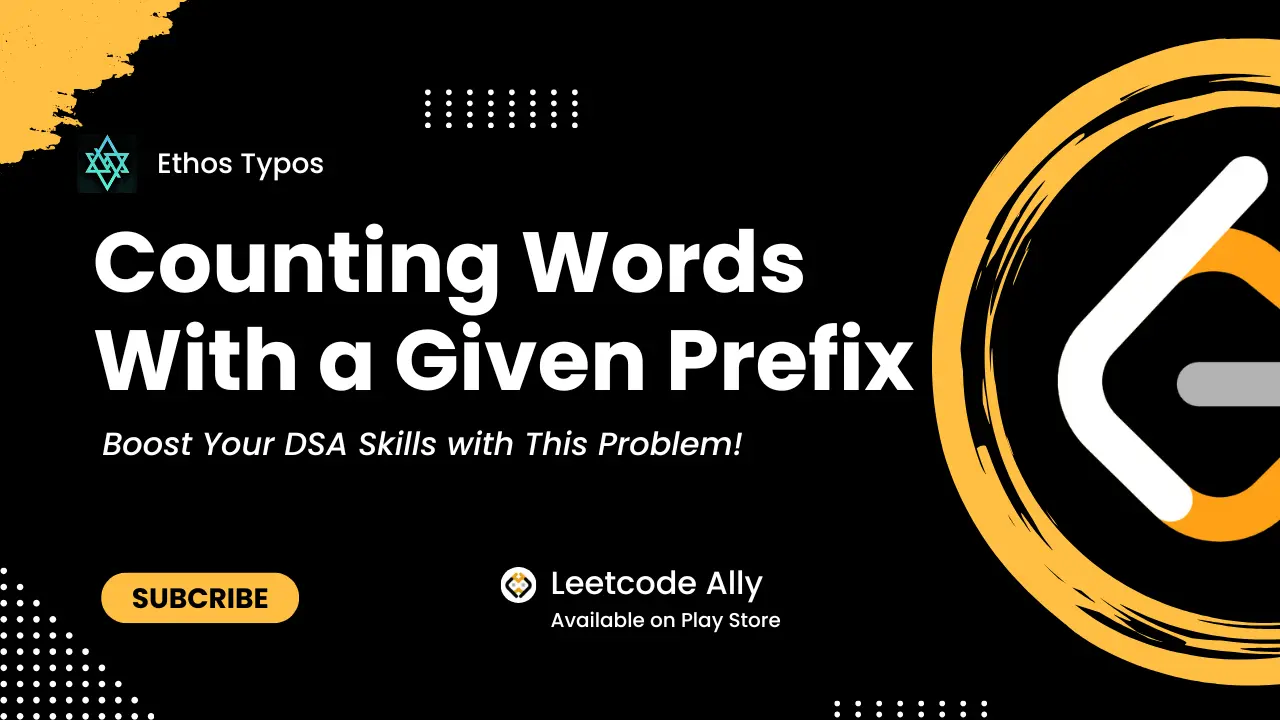 Ethos Typos
Counting Words
With a Given Prefix
Boost Your DSA Skills with This Problem!
SUBCRIBE
Leetcode Ally
Available on Play Store